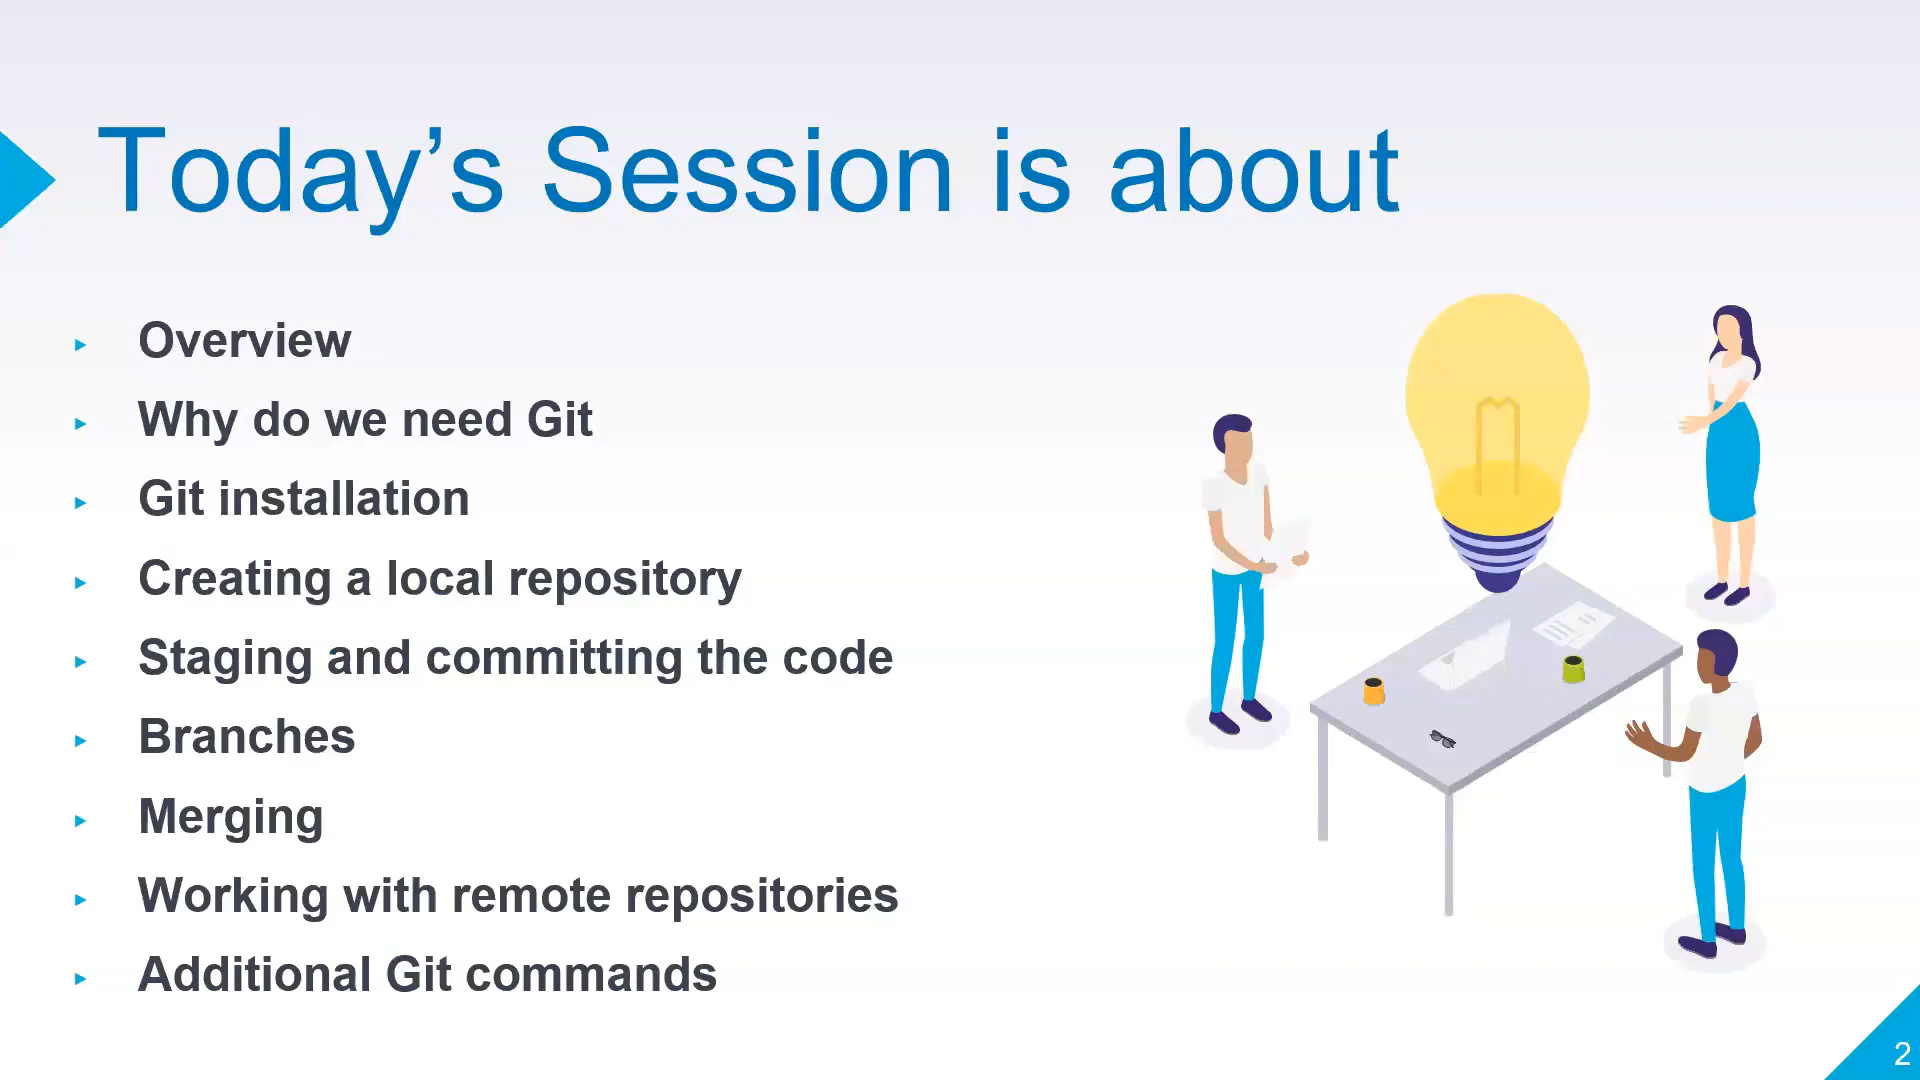 Today’s Session is about
Overview
Why do we need Git
Git installation
Creating a local repository
Staging and committing the code
Branches
Merging
Working with remote repositories
Additional Git commands
2